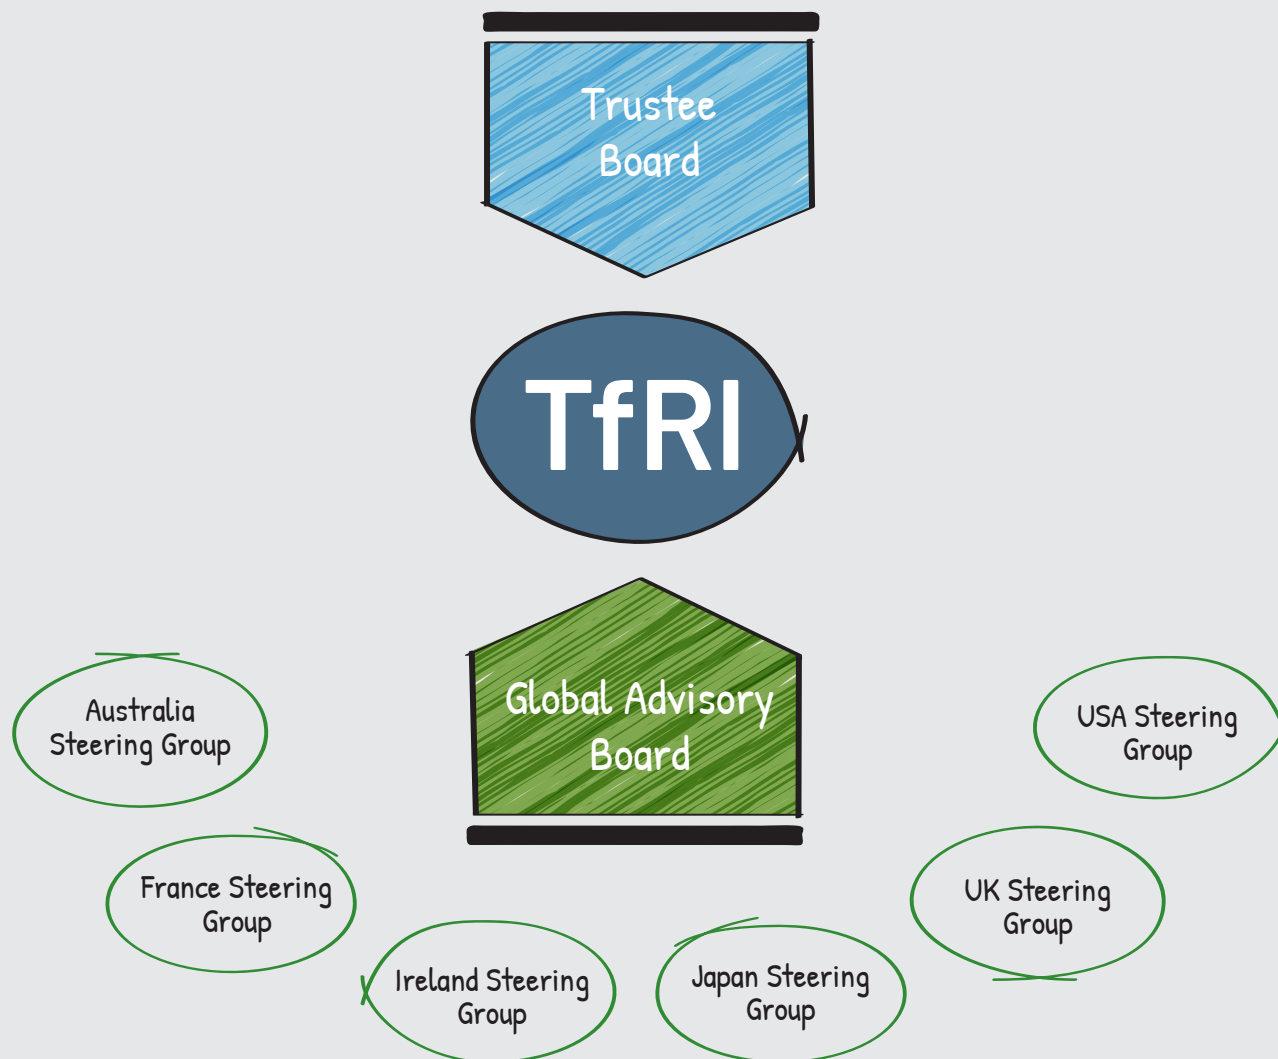 Trustee
Board
TfRI
Global Advisory
Board
Australia
Steering Group
France Steering
Group
Ireland Steering
Group
Japan Steering
Group
UK Steering
Group
USA Steering
Group